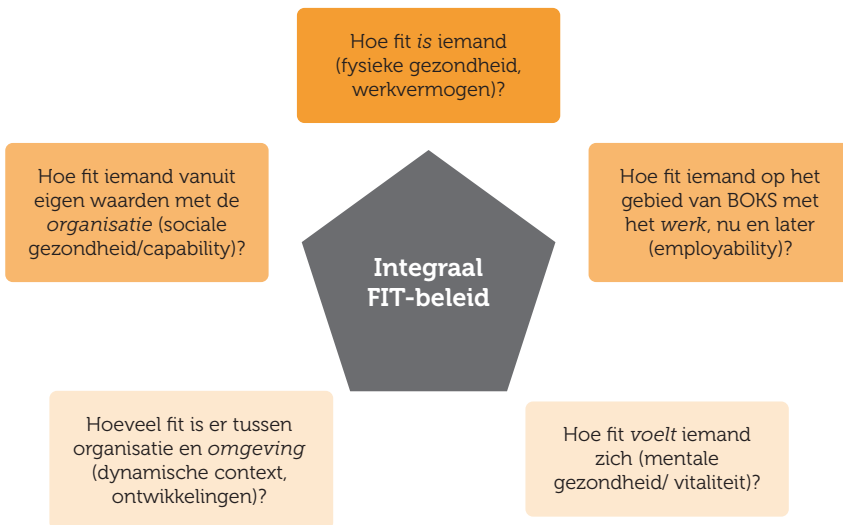 Hoe fit is iemand
(fysieke gezondheid,
werkvermogen)?
Hoe fit iemand vanuit
eigen waarden met de
organisatie (sociale
gezondheid/capability)?
Hoe fit iemand op het
gebied van BOKS met
het werk, nu en later
(employability)?
Integraal
FIT-beleid
Hoeveel fit is er tussen
organisatie en omgeving
(dynamische context,
ontwikkelingen)?
Hoe fit voelt iemand
zich (mentale
gezondheid/ vitaliteit)?